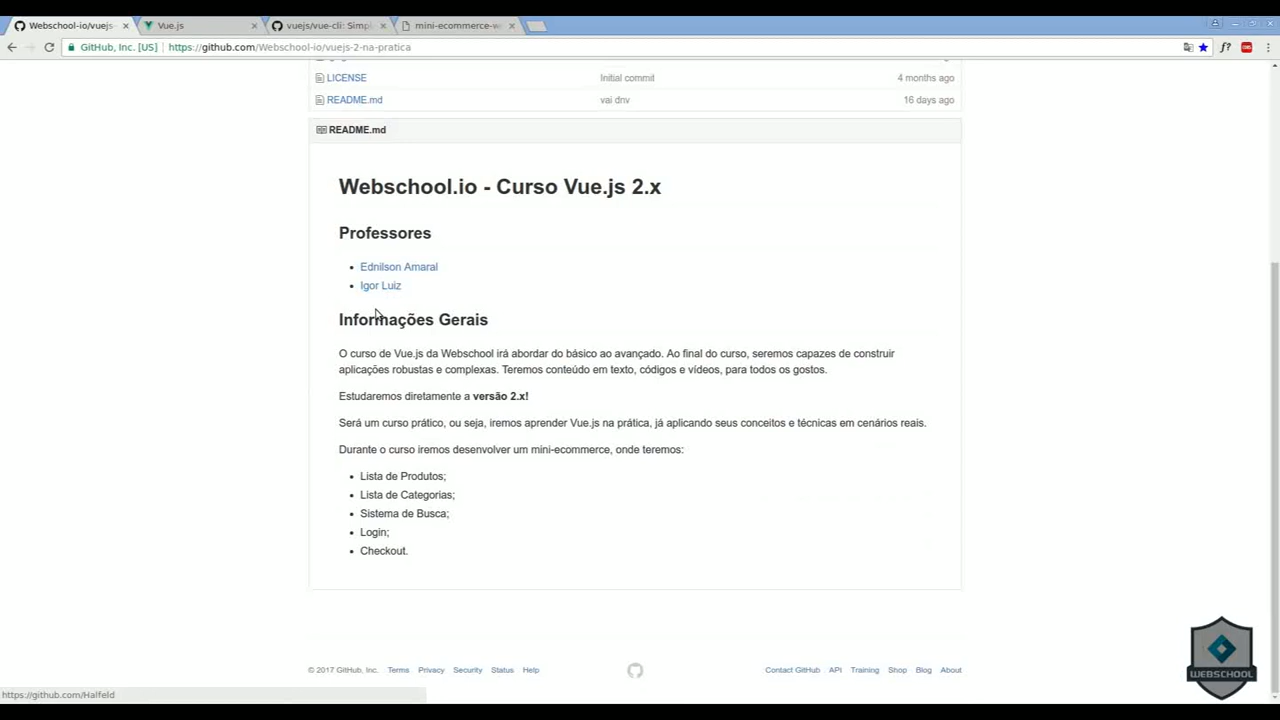 Webschool-io/vuejs-
Vue.js
vuejs/vue-cli: Simpl
mini-ecommerce-w
GitHub, Inc. [US]
https://github.com/Webschool-io/vuejs-2-na-pratica
LICENSE
Initial commit
4 months ago
README.md
vai dnv
16 days ago
README.md
Webschool.io - Curso Vue.js 2.x
Professores
Ednilson Amaral
Igor Luiz
Informações Gerais
O curso de Vue.js da Webschool irá abordar do básico ao avançado. Ao final do curso, seremos capazes de construir
aplicações robustas e complexas. Teremos conteúdo em texto, códigos e vídeos, para todos os gostos.
Estudaremos diretamente a versão 2.x!
Será um curso prático, ou seja, iremos aprender Vue.js na prática, já aplicando seus conceitos e técnicas em cenários reais.
Durante o curso iremos desenvolver um mini-ecommerce, onde teremos:
Lista de Produtos;
Lista de Categorias;
Sistema de Busca;
Login;
Checkout.
© 2017 GitHub, Inc. Terms Privacy Security Status Help
Contact GitHub API Training Shop Blog About
https://github.com/Halfeld
WEBSCHOOL